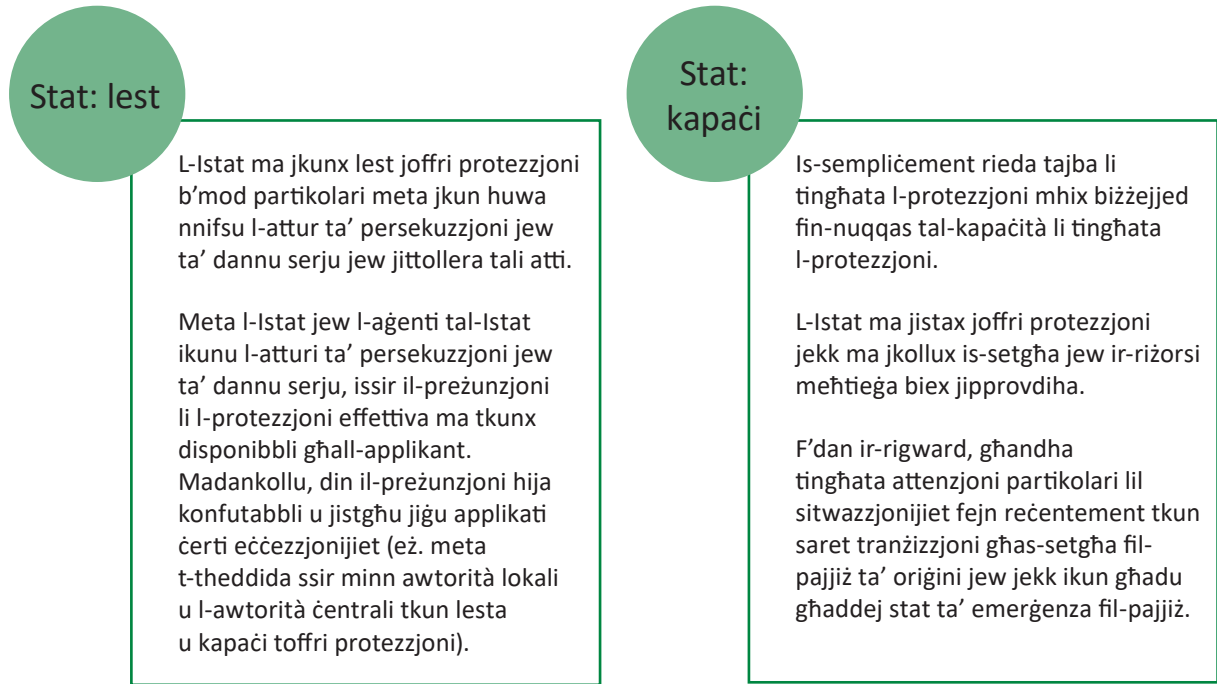 Stat: lest
L-Istat ma jkunx lest joffri protezzjoni
b'mod partikolari meta jkun huwa
nnifsu l-attur ta' persekuzzjoni jew
ta' dannu serju jew jittollera tali atti.
Meta l-Istat jew l-aġenti tal-Istat
ikunu l-atturi ta' persekuzzjoni jew
ta' dannu serju, issir il-preżunzjoni
li l-protezzjoni effettiva ma tkunx
disponibbli għall-applikant.
Madankollu, din il-preżunzjoni hija
konfutabbli u jistgħu jiġu applikati
ċerti eċċezzjonijiet (eż. meta
t-theddida ssir minn awtorità lokali
u l-awtorità ċentrali tkun lesta
u kapaċi toffri protezzjoni).
Stat:
kapaċi
Is-sempliċement rieda tajba li
tingħata l-protezzjoni mhix biżżejjed
fin-nuqqas tal-kapaċità li tingħata
l-protezzjoni.
L-Istat ma jistax joffri protezzjoni
jekk ma jkollux is-setgħa jew ir-riżorsi
meħtieġa biex jipprovdiha.
F'dan ir-rigward, għandha
tingħata attenzjoni partikolari lil
sitwazzjonijiet fejn reċentement tkun
saret tranżizzjoni għas-setgħa fil-
pajjiż ta' oriġini jew jekk ikun għadu
għaddej stat ta' emerġenza fil-pajjiż.